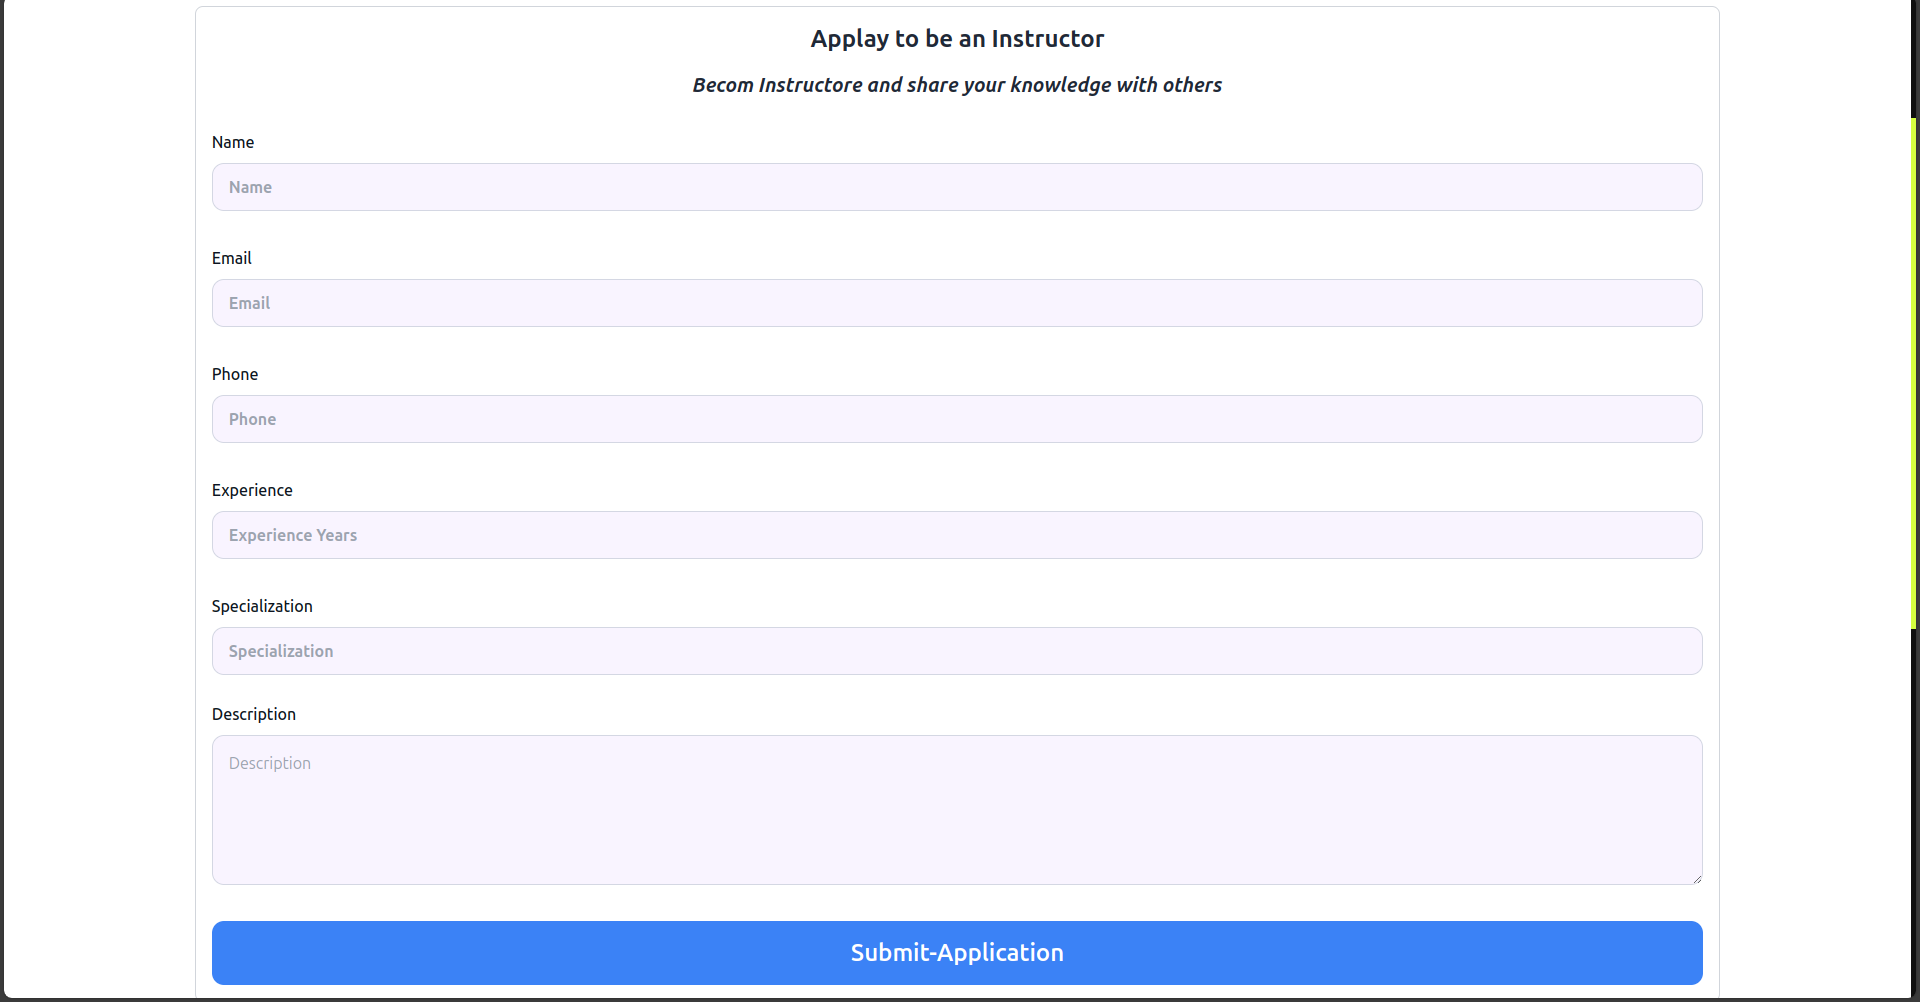 Applay to be an Instructor
Becom Instructore and share your knowledge with others
Name
Name
Email
Email
Phone
Phone
Experience
Experience Years
Specialization
Specialization
Description
Description
Submit-Application